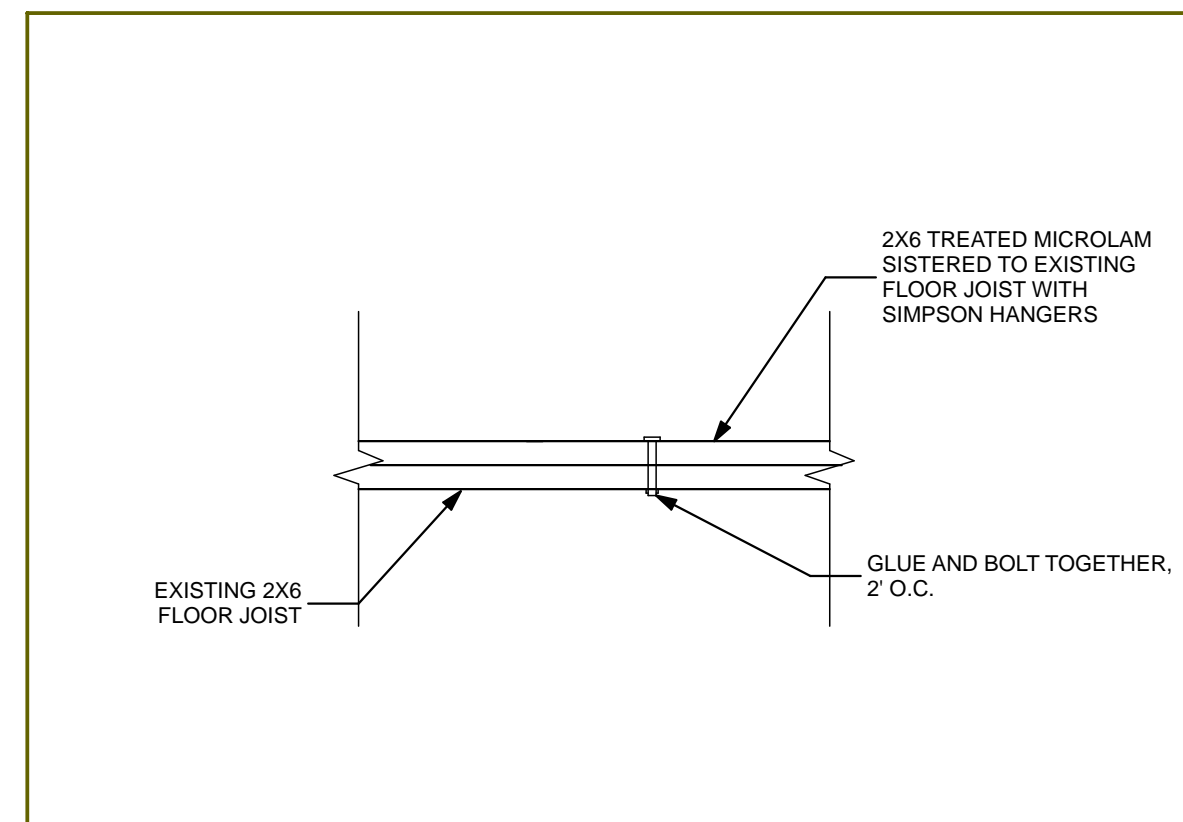 2X6 TREATED MICROLAM
SISTERED TO EXISTING
FLOOR JOIST WITH
SIMPSON HANGERS
GLUE AND BOLT TOGETHER,
2' O.C.
EXISTING 2X6
FLOOR JOIST